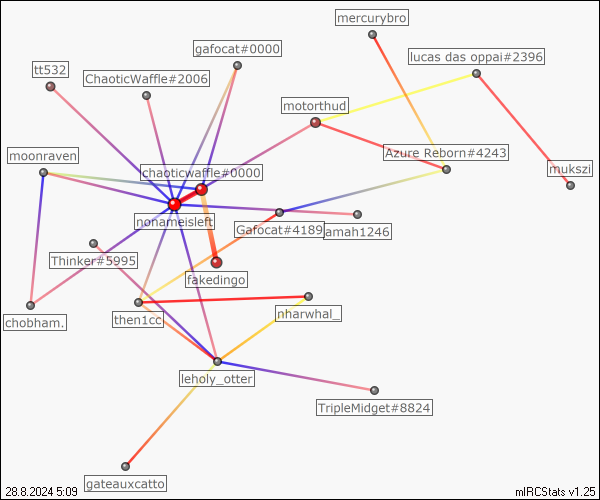 mercurybro
gafocat#0000
lucas das oppai#2396
tt532
ChaoticWaffle#2006
motorthud
moonraven
Azure Reborn#4243
chaoticwaffle#0000
mukszi
nonameisleft
Gafocat#4189
amah1246
Thinker#5995
fakedingo
chobham.
then1cc
nharwhal_
leholy_otter
TripleMidget#8824
gateauxcatto
28.8.2024 5:09
mIRCStats v1.25